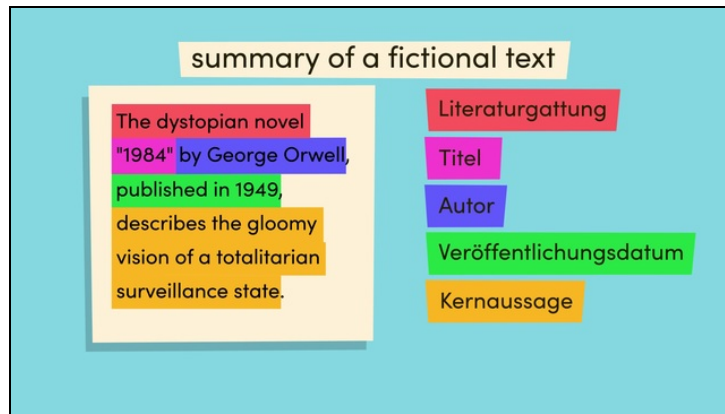 summary of a fictional text
The dystopian novel
"1984" by George Orwell,
published in 1949,
describes the gloomy
vision of a totalitarian
surveillance state.
Literaturgattung
Titel
Autor
Veröffentlichungsdatum
Kernaussage